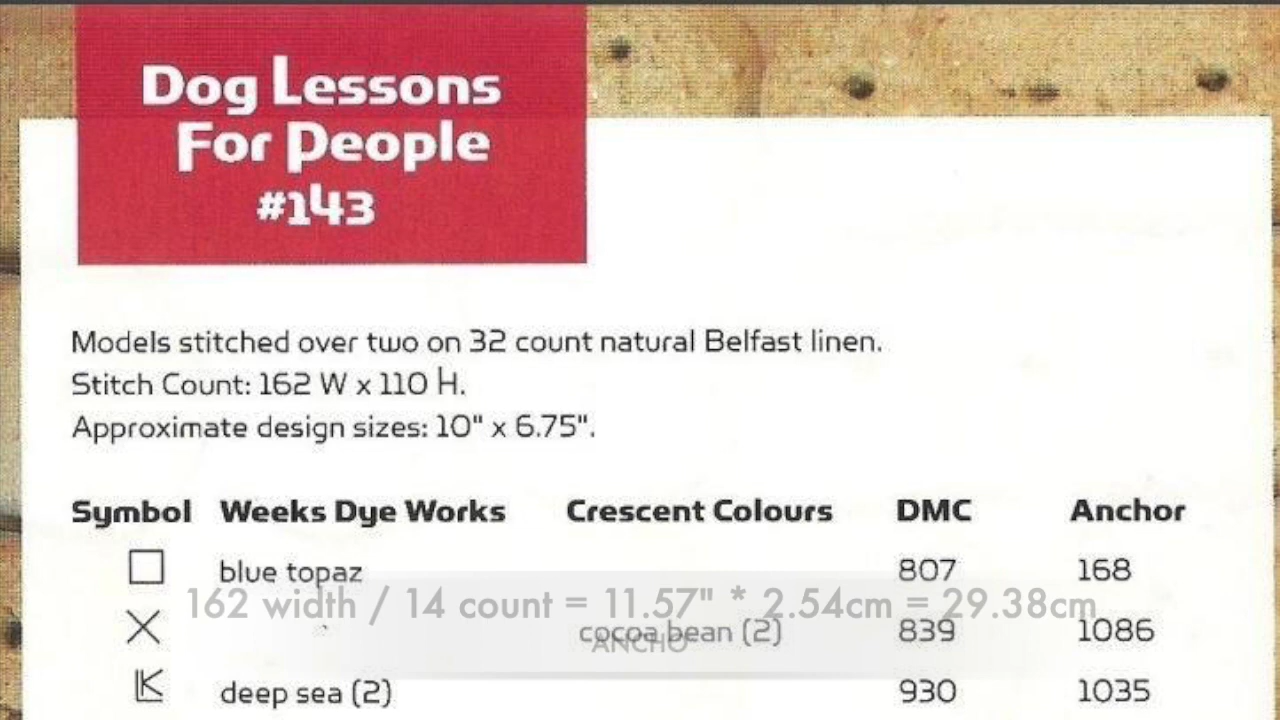 Dog Lessons
For People
#143
Models stitched over two on 32 count natural Belfast linen.
Stitch Count: 162 W x 110 H.
Approximate design sizes: 10" x 6.75".
Symbol Weeks Dye Works Crescent Colours DMC Anchor
blue topaz 807 168
162 width / 14 count = 11.57" * 2.54cm = 29.38cm
cocoa bean (2) 839 1086
ANCHO
deep sea (2) 930 1035